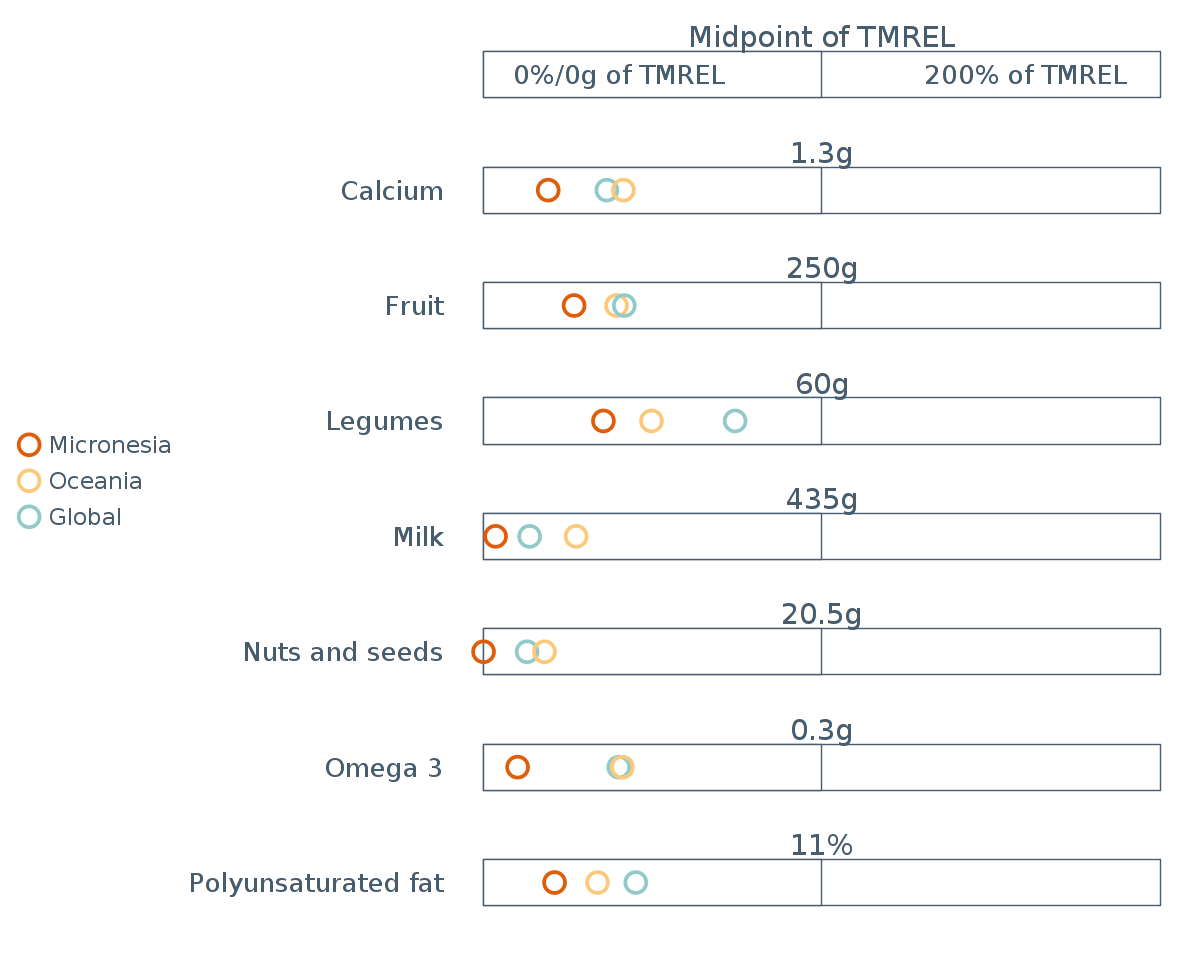 Midpoint of TMREL
0%/0g of TMREL
200% of TMREL
1.3g
Calcium
250g
Fruit
60g
Legumes
Micronesia
Oceania
Global
435g
Milk
20.5g
Nuts and seeds
0.3g
Omega 3
11%
Polyunsaturated fat